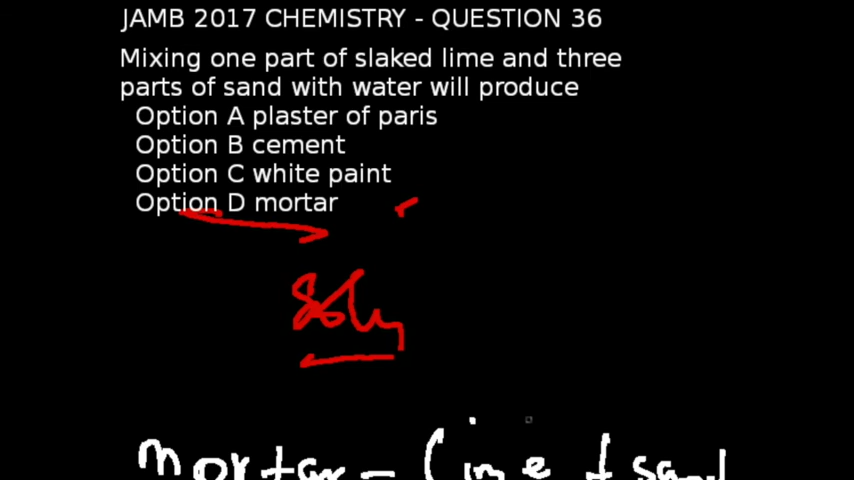 JAMB 2017 CHEMISTRY - QUESTION 36
Mixing one part of slaked lime and three
parts of sand with water will produce
Option A plaster of paris
Option B cement
Option C white paint
Option D mortar
Soln
mortar = lime + sand